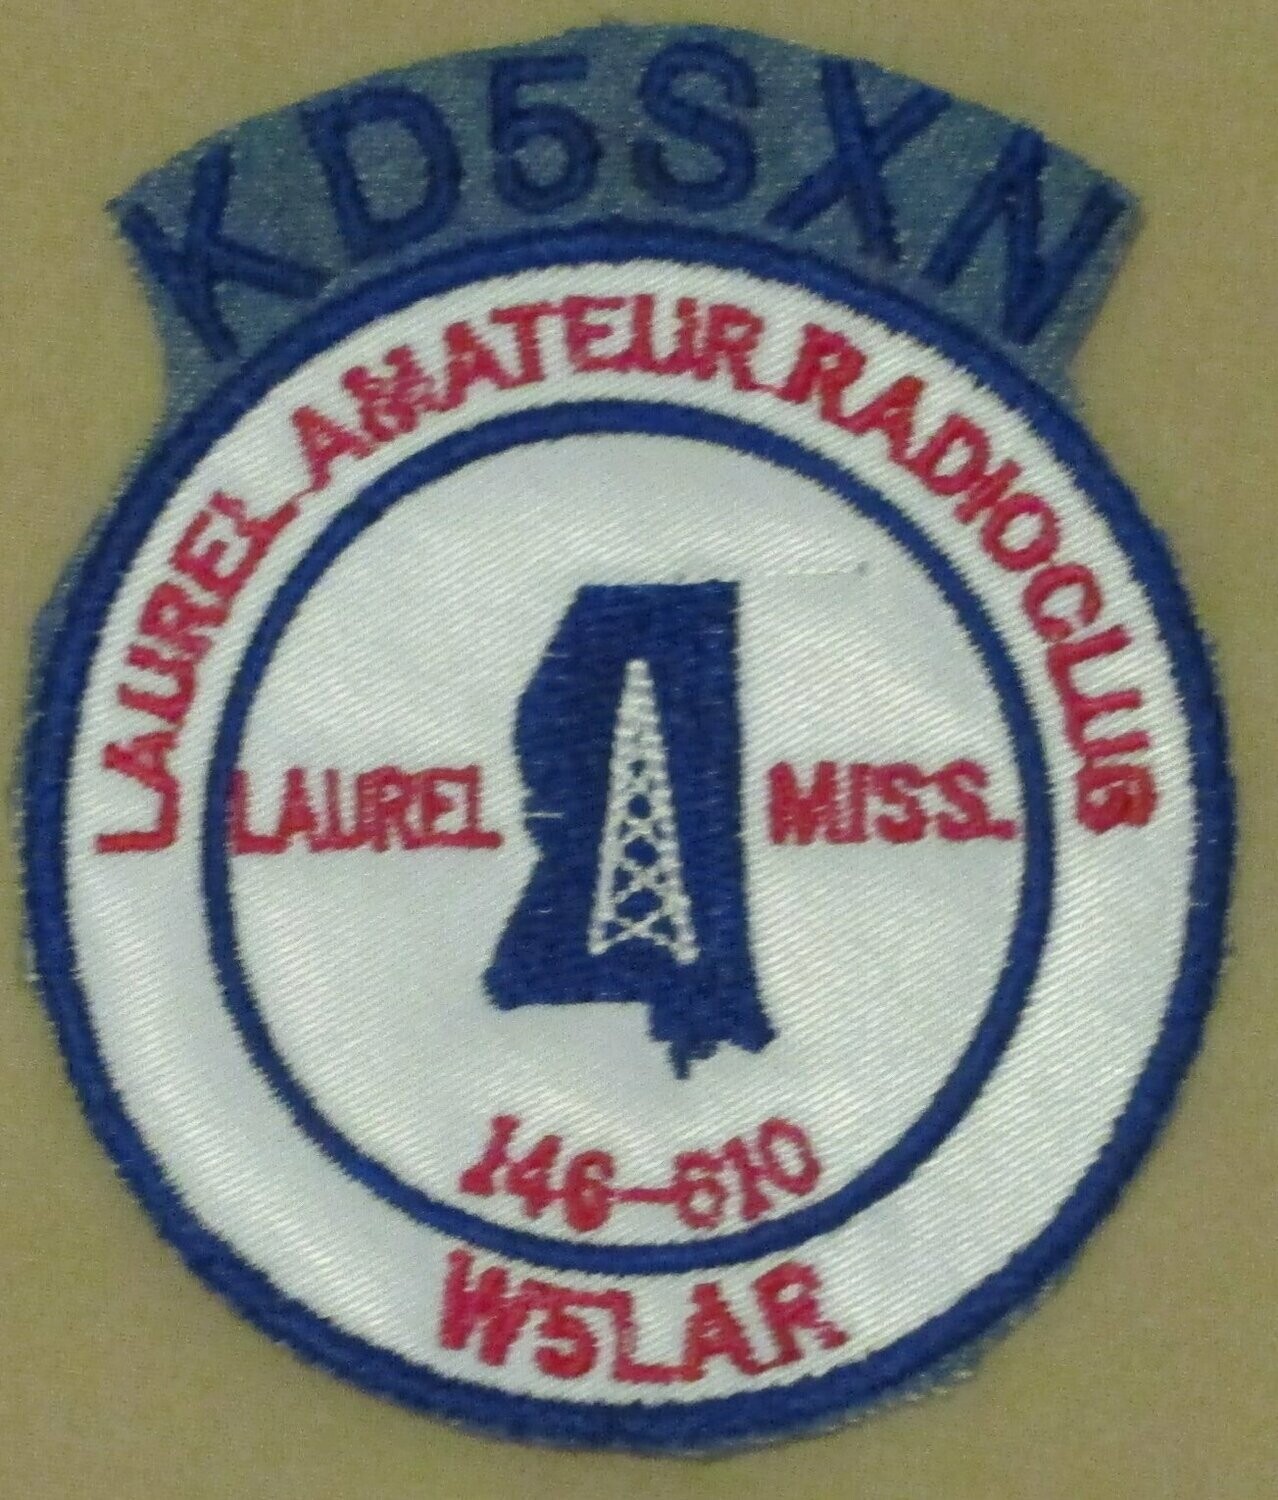 KD5SXN
LAUREL AMATEUR RADIO CLUB
LAUREL MISS.
146-610
W5LAR